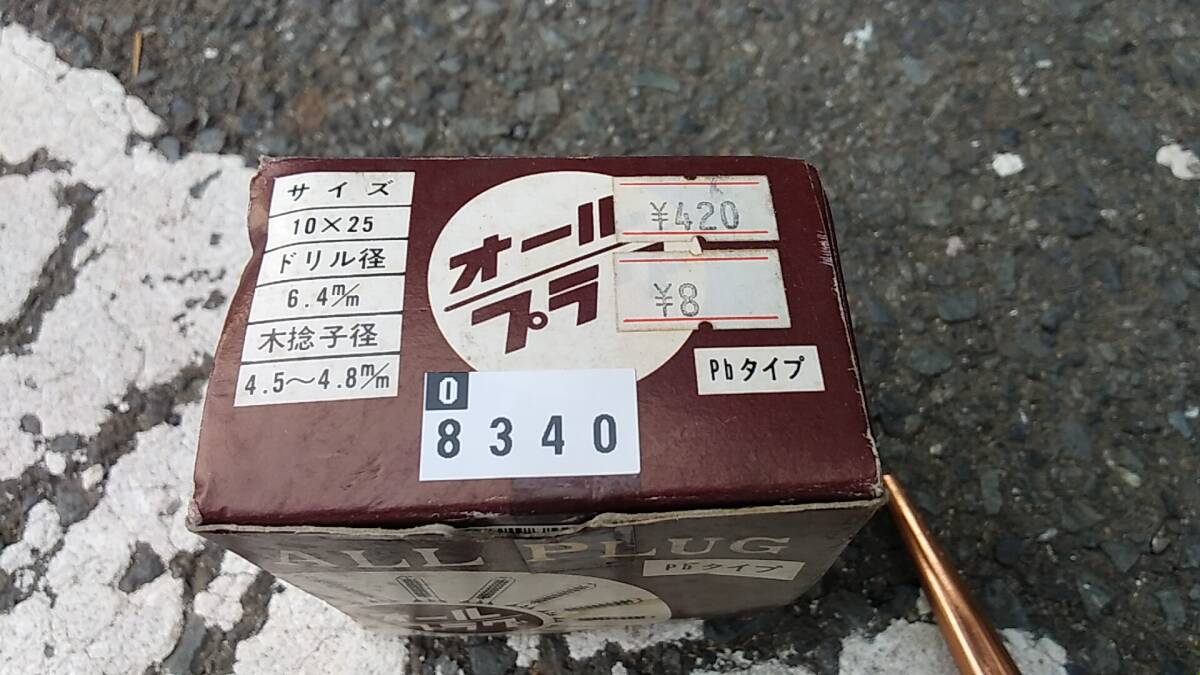 サイズ
10×25
ドリル径
6.4m/m
木捻子径
4.5〜4.8m/m
オール
プラ
¥420
¥8
Pbタイプ
0
8340
ALL PLUG
Pbタイプ